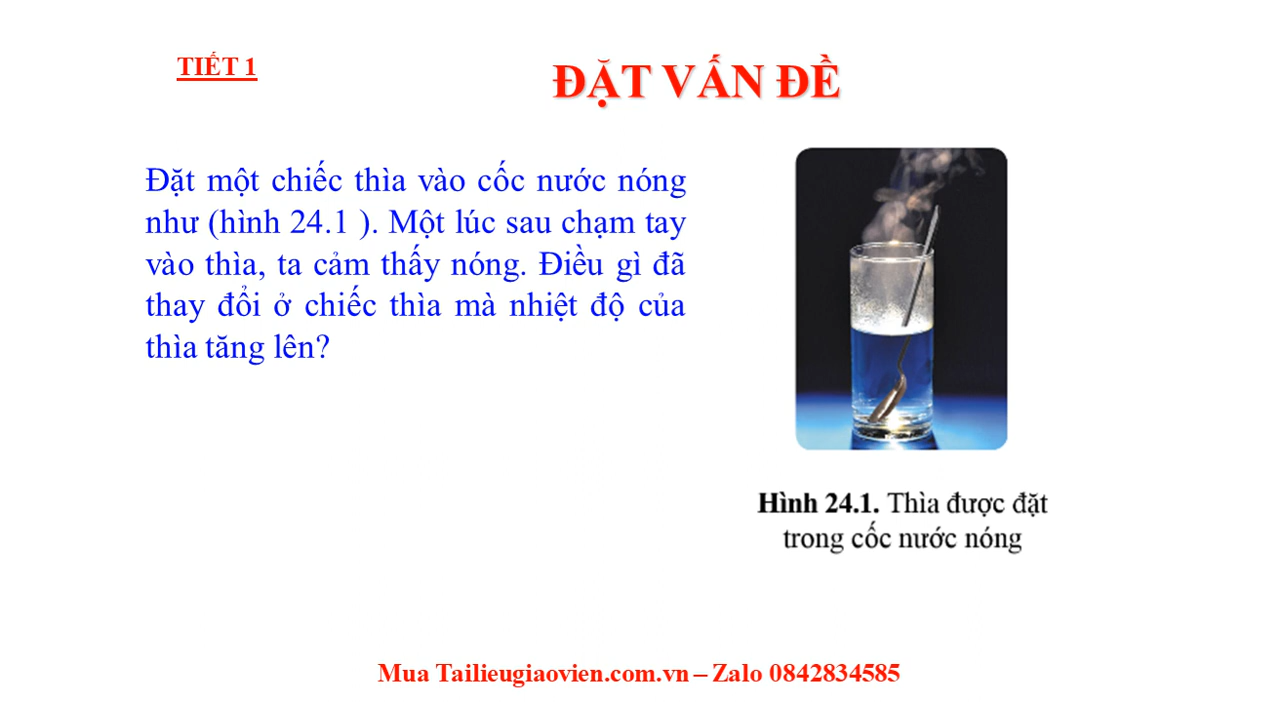 TIẾT 1
ĐẶT VẤN ĐỀ
Đặt một chiếc thìa vào cốc nước nóng
như (hình 24.1 ). Một lúc sau chạm tay
vào thìa, ta cảm thấy nóng. Điều gì đã
thay đổi ở chiếc thìa mà nhiệt độ của
thìa tăng lên?
Hình 24.1. Thìa được đặt
trong cốc nước nóng
Mua Tailieugiaovien.com.vn – Zalo 0842834585